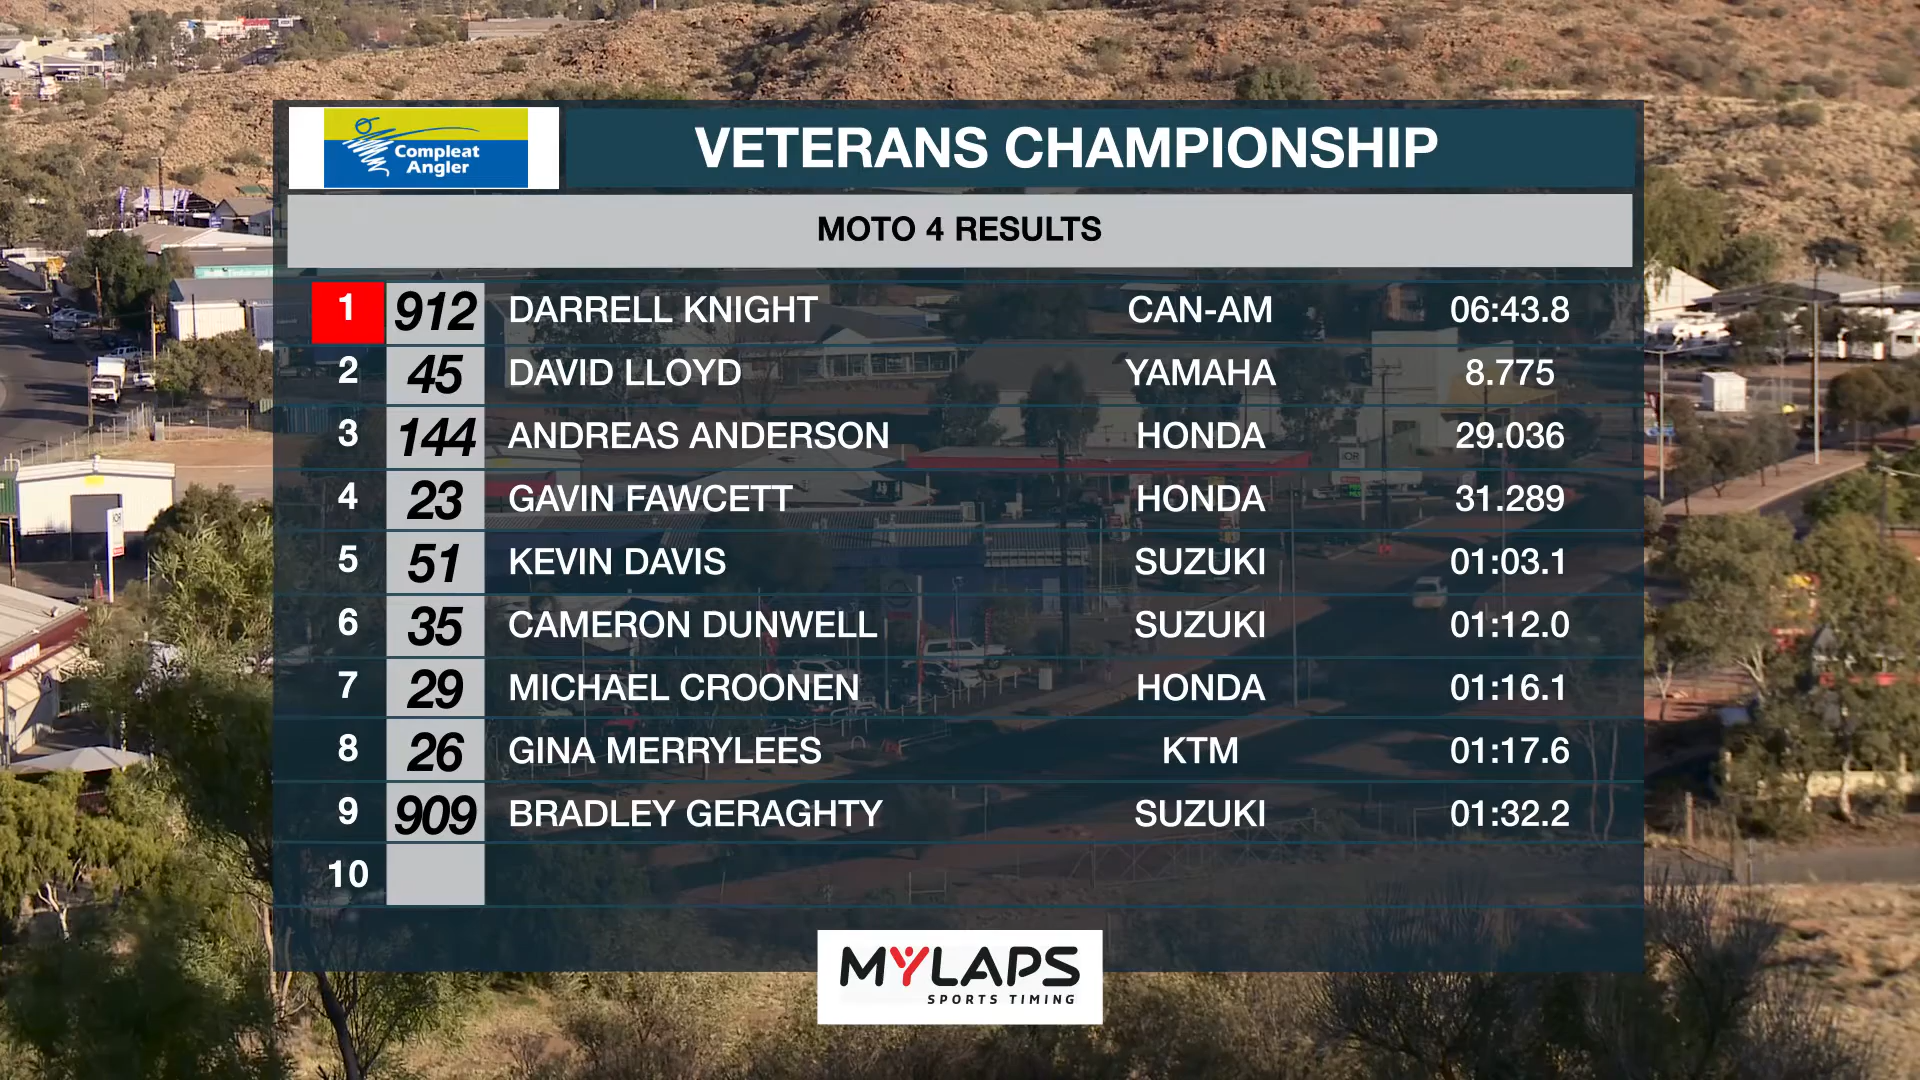 Compleat
Angler
VETERANS CHAMPIONSHIP
MOTO 4 RESULTS
1 912 DARRELL KNIGHT CAN-AM 06:43.8
2 45 DAVID LLOYD YAMAHA 8.775
3 144 ANDREAS ANDERSON HONDA 29.036
4 23 GAVIN FAWCETT HONDA 31.289
5 51 KEVIN DAVIS SUZUKI 01:03.1
6 35 CAMERON DUNWELL SUZUKI 01:12.0
7 29 MICHAEL CROONEN HONDA 01:16.1
8 26 GINA MERRYLEES KTM 01:17.6
9 909 BRADLEY GERAGHTY SUZUKI 01:32.2
10
MYLAPS
SPORTS TIMING